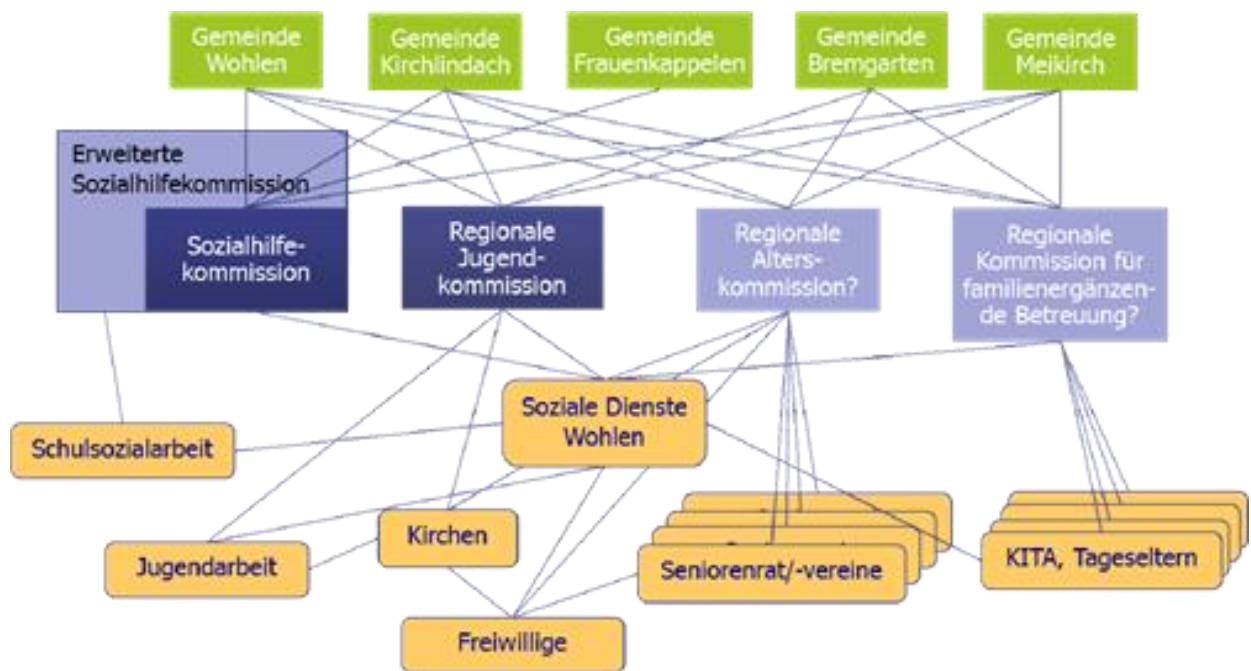 Gemeinde
Wohlen
Gemeinde
Kirchlindach
Gemeinde
Frauenkappelen
Gemeinde
Bremgarten
Gemeinde
Meikirch
Erweiterte
Sozialhilfekommission
Sozialhilfe-
kommission
Regionale
Jugend-
kommission
Regionale
Alters-
kommission?
Regionale
Kommission für
familienergänzen-
de Betreuung?
Soziale Dienste
Wohlen
Schulsozialarbeit
Kirchen
Jugendarbeit
Seniorenrat/-vereine
KITA, Tageseltern
Freiwillige